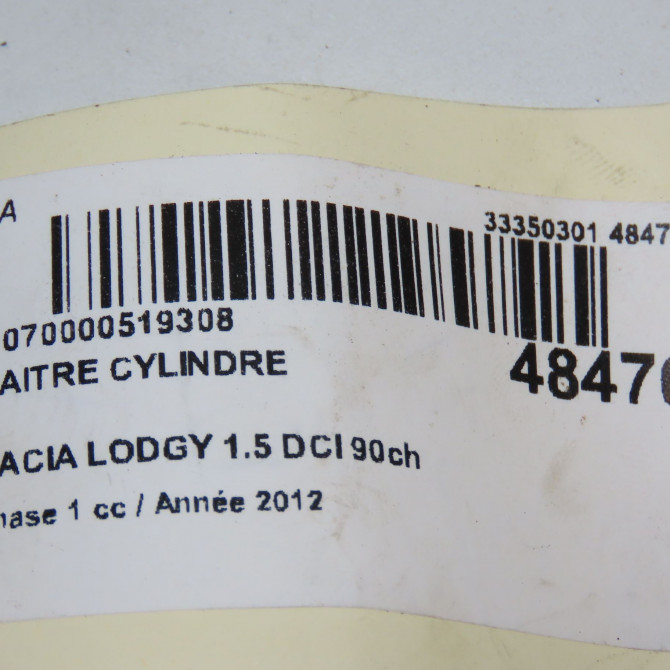 A
33350301 4847
070000519308
AITRE CYLINDRE
4847
ACIA LODGY 1.5 DCI 90ch
hase 1 cc / Année 2012